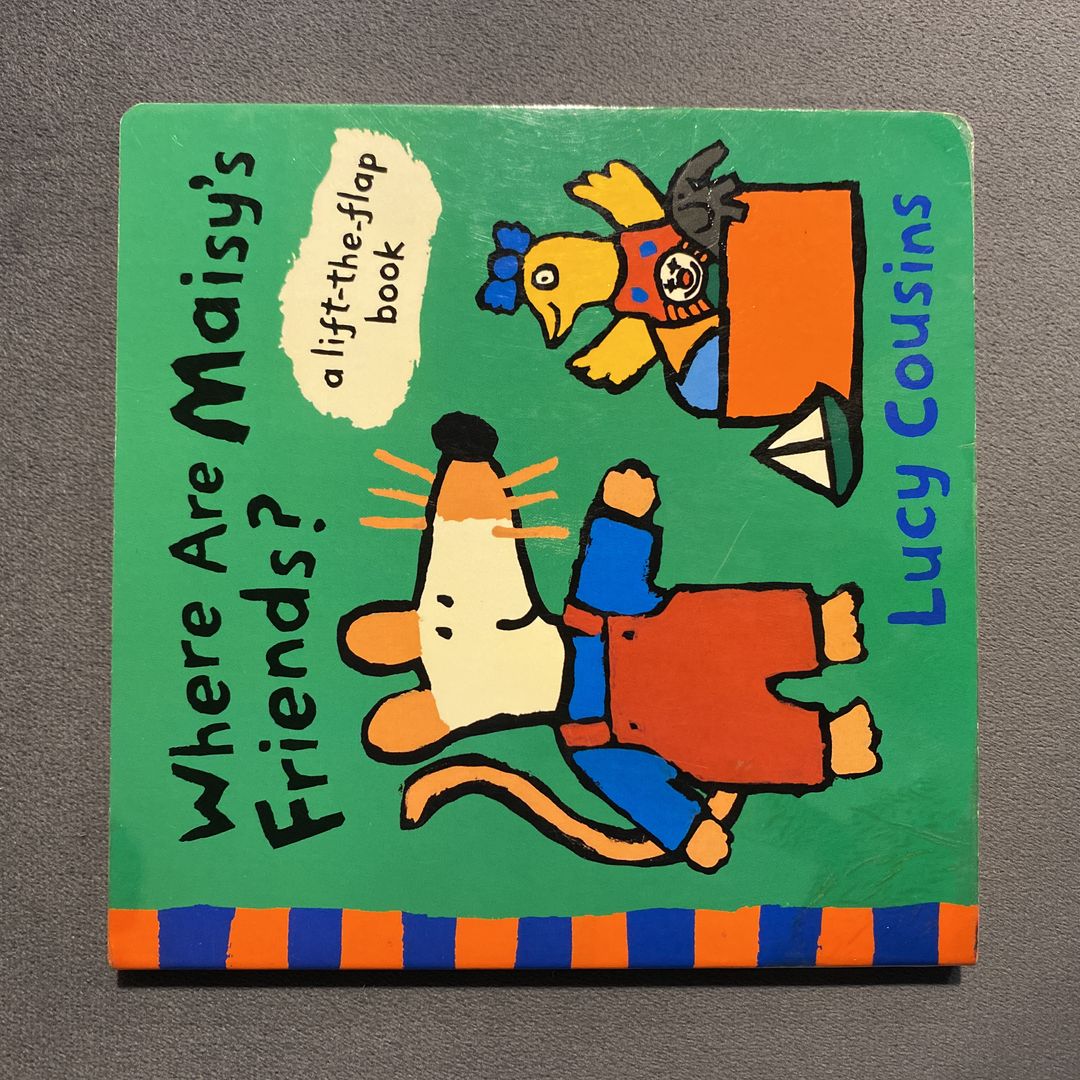 Where Are Maisy's
Friends?
a lift-the-flap
book
Lucy Cousins